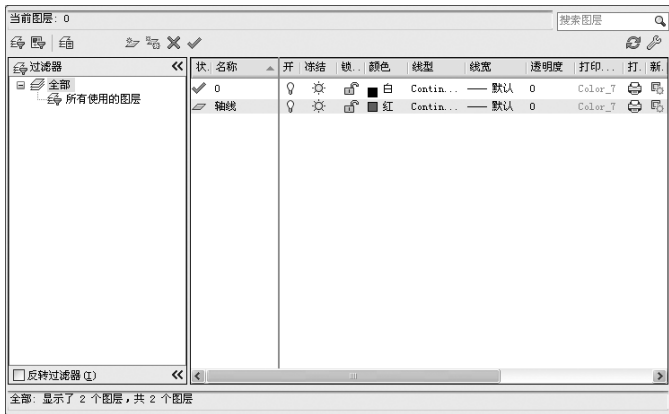 当前图层: 0
搜索图层
过滤器
全部
所有使用的图层
状. 名称 开 冻结 锁.. 颜色 线型 线宽 透明度 打印... 打. 新.
0 白 Contin... 默认 0 Color_7
轴线 红 Contin... 默认 0 Color_7
反转过滤器(I)
全部: 显示了 2 个图层,共 2 个图层